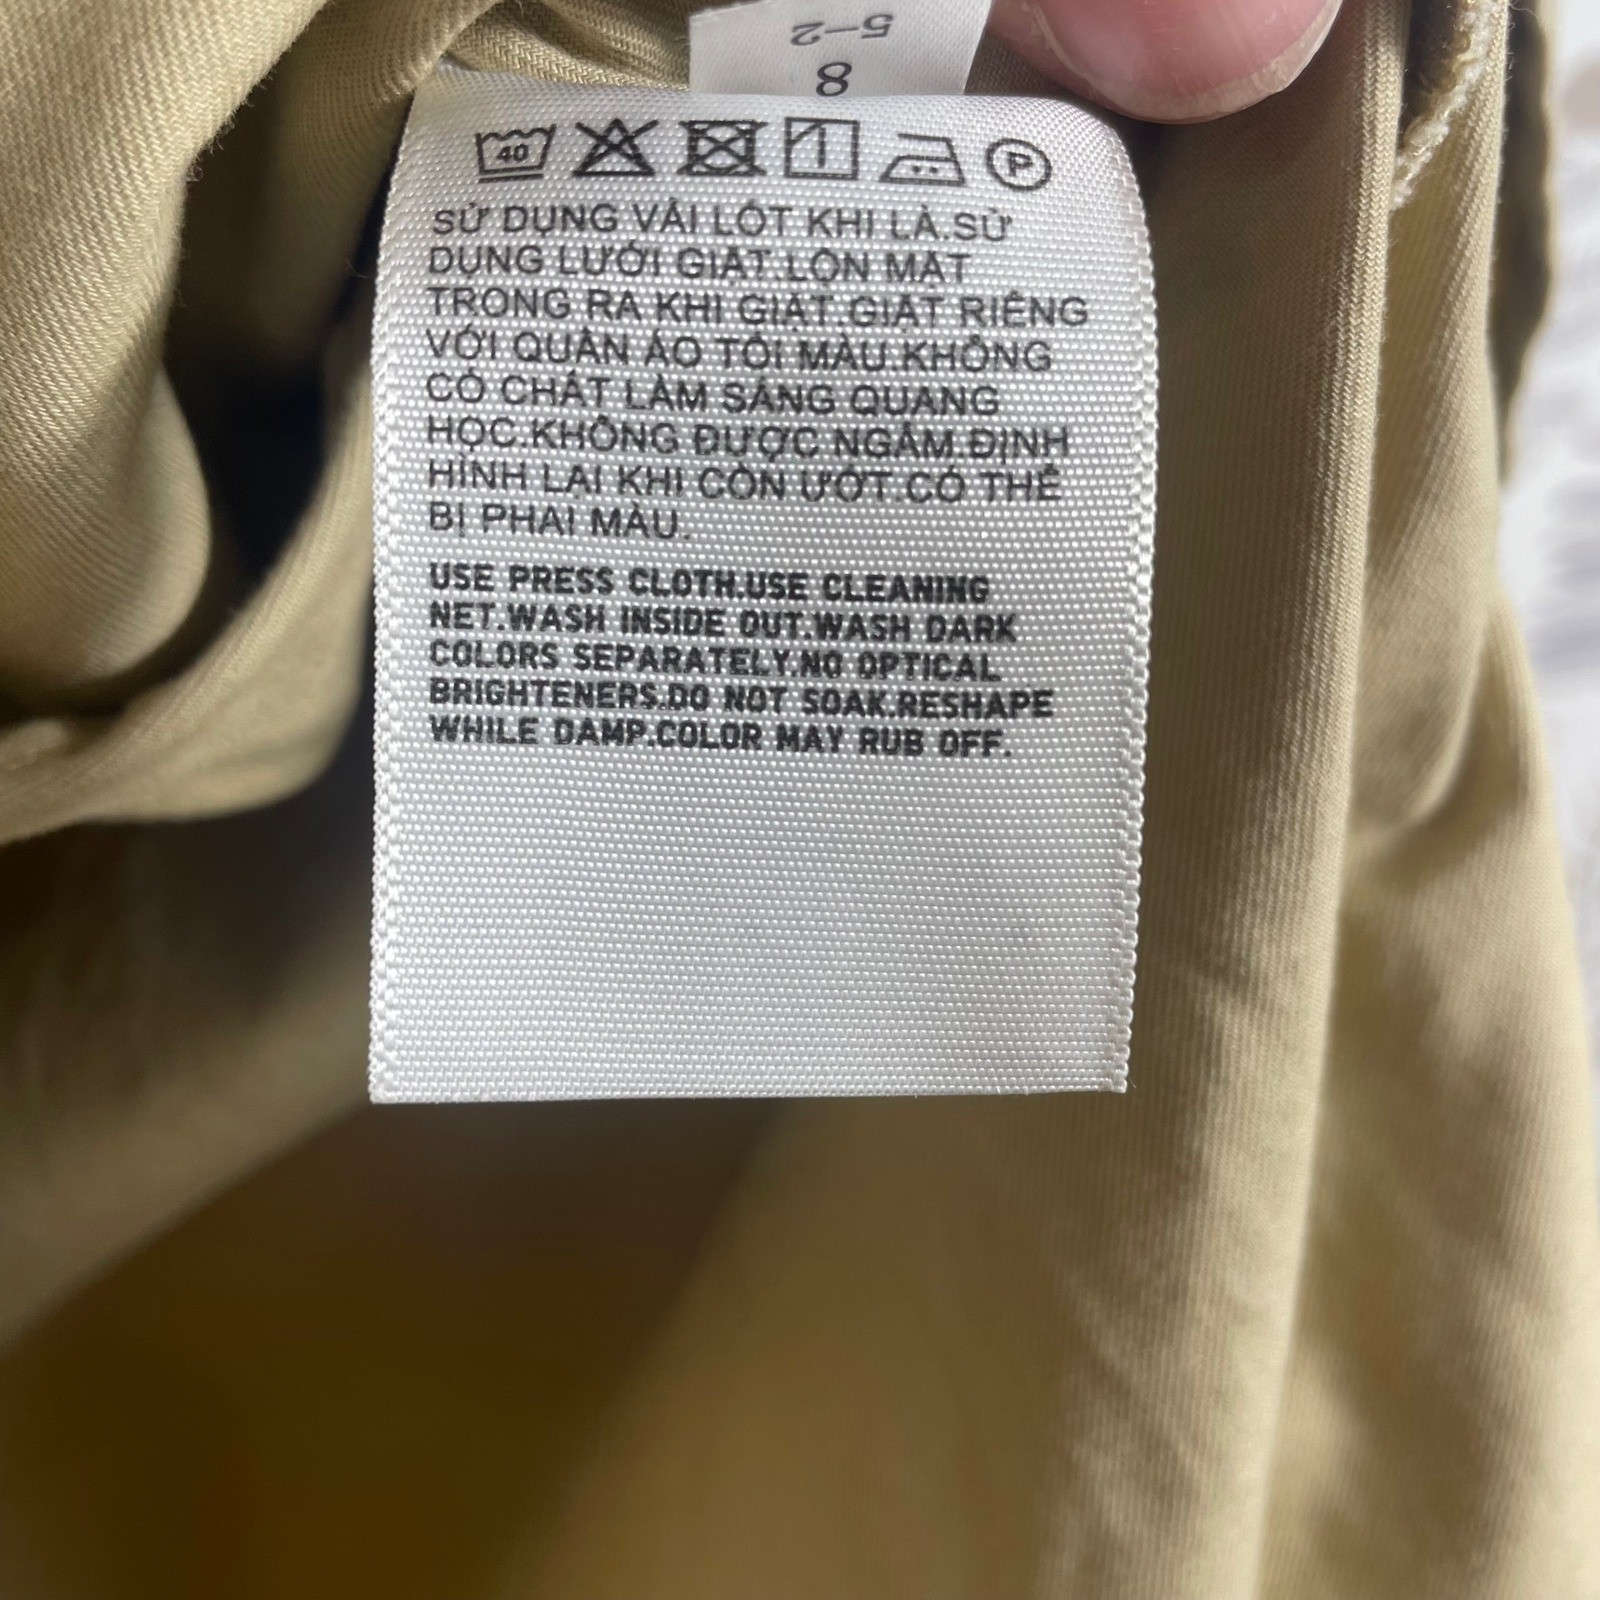 5-2
8
40
P
SỬ DỤNG VẢI LÓT KHI LÀ.SỬ
DỤNG LƯỚI GIẶT.LỘN MẶT
TRONG RA KHI GIẶT.GIẶT RIÊNG
VỚI QUẦN ÁO TỐI MÀU.KHÔNG
CÓ CHẤT LÀM SÁNG QUANG
HỌC.KHÔNG ĐƯỢC NGÂM.ĐỊNH
HÌNH LẠI KHI CÒN ƯỚT.CÓ THỂ
BỊ PHAI MÀU.
USE PRESS CLOTH.USE CLEANING
NET.WASH INSIDE OUT.WASH DARK
COLORS SEPARATELY.NO OPTICAL
BRIGHTENERS.DO NOT SOAK.RESHAPE
WHILE DAMP.COLOR MAY RUB OFF.